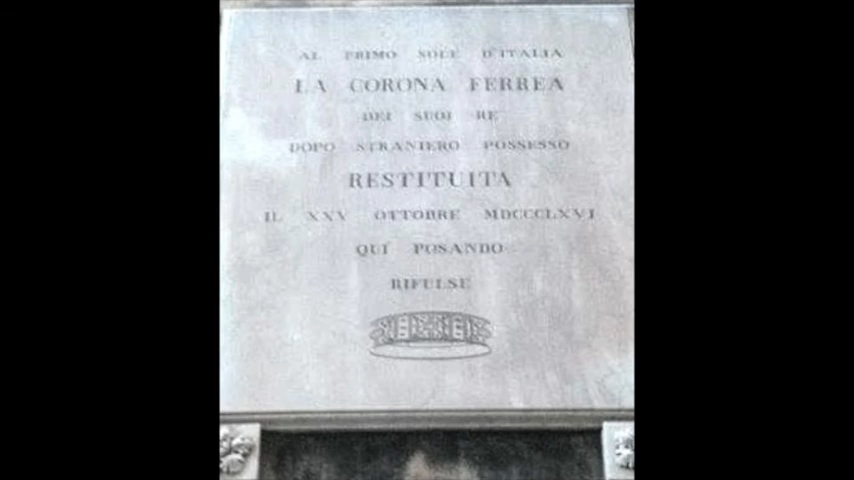 AL PRIMO SOLE D'ITALIA
LA CORONA FERREA
DEI SUOI RE
DOPO STRANIERO POSSESSO
RESTITUITA
IL XXV OTTOBRE MDCCCLXVI
QUI POSANDO
RIFULSE